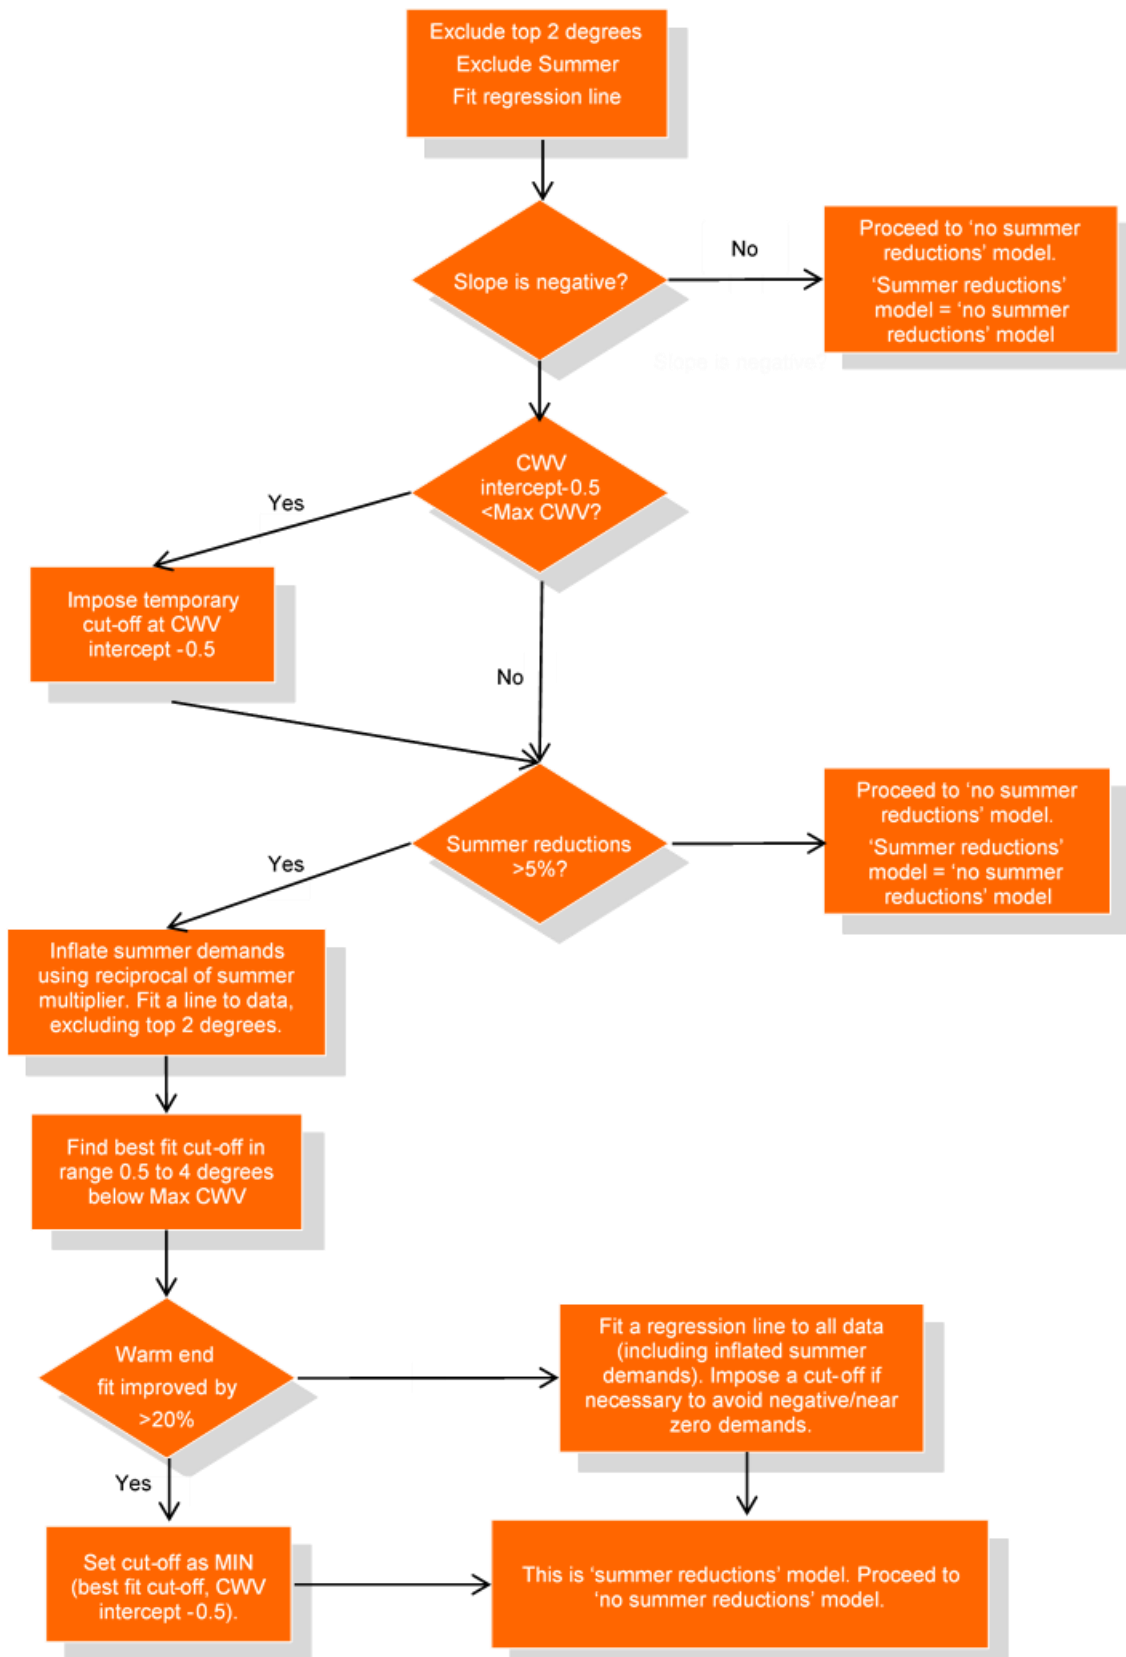 Exclude top 2 degrees
Exclude Summer
Fit regression line
Slope is negative?
No
Proceed to ‘no summer
reductions’ model.
‘Summer reductions’
model = ‘no summer
reductions’ model
Slope is negative
CWV
intercept-0.5
<Max CWV?
Yes
Impose temporary
cut-off at CWV
intercept -0.5
No
Summer reductions
>5%?
Proceed to ‘no summer
reductions’ model.
‘Summer reductions’
model = ‘no summer
reductions’ model
Yes
Inflate summer demands
using reciprocal of summer
multiplier. Fit a line to data,
excluding top 2 degrees.
Find best fit cut-off in
range 0.5 to 4 degrees
below Max CWV
Warm end
fit improved by
>20%
Fit a regression line to all data
(including inflated summer
demands). Impose a cut-off if
necessary to avoid negative/near
zero demands.
Yes
Set cut-off as MIN
(best fit cut-off, CWV
intercept -0.5).
This is ‘summer reductions’ model. Proceed to
‘no summer reductions’ model.